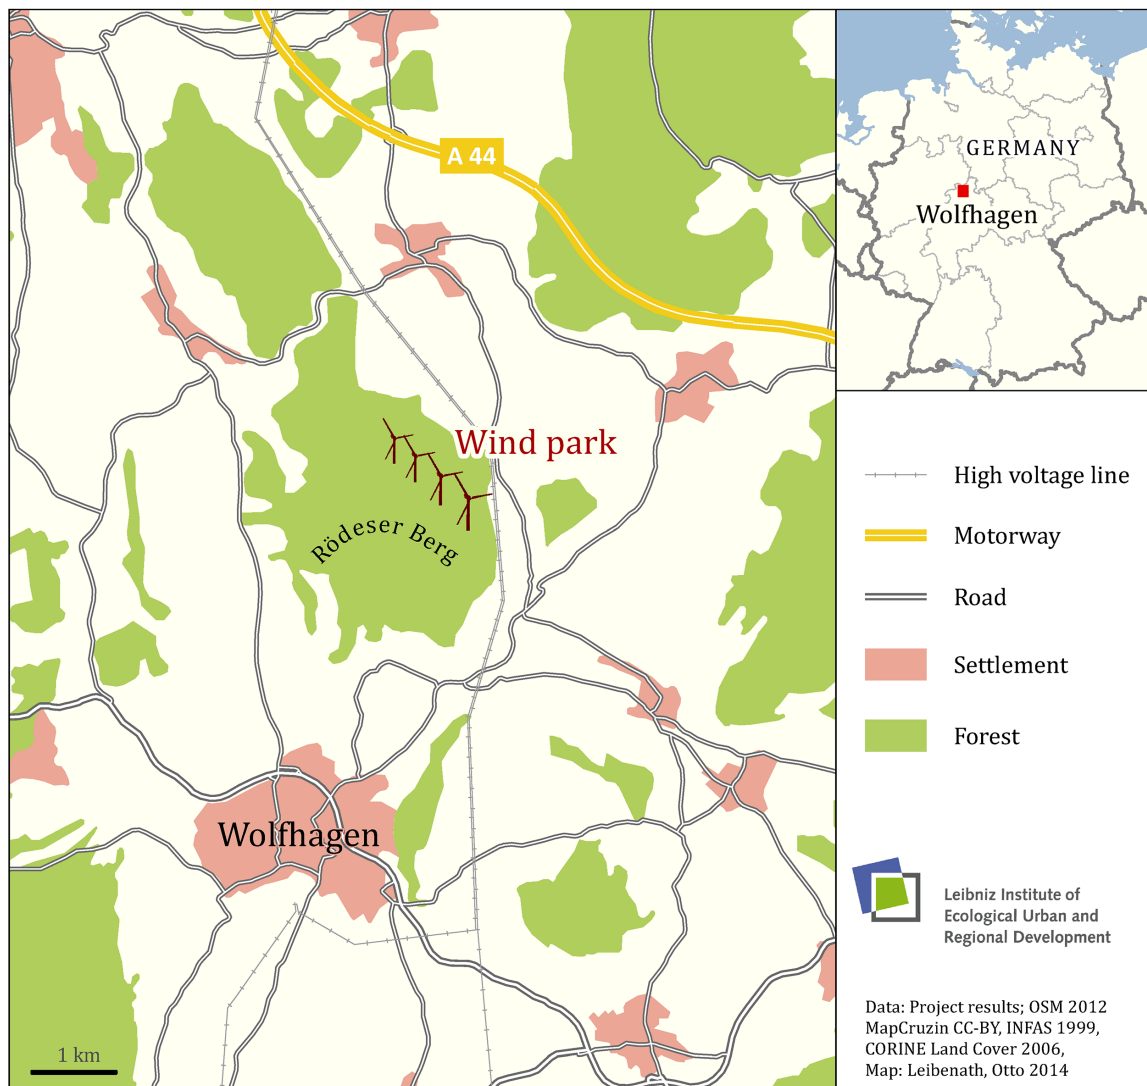 A 44
GERMANY
Wolfhagen
Wind park
Rödeser Berg
Wolfhagen
1 km
High voltage line
Motorway
Road
Settlement
Forest
Leibniz Institute of
Ecological Urban and
Regional Development
Data: Project results; OSM 2012
MapCruzin CC-BY, INFAS 1999,
CORINE Land Cover 2006,
Map: Leibenath, Otto 2014